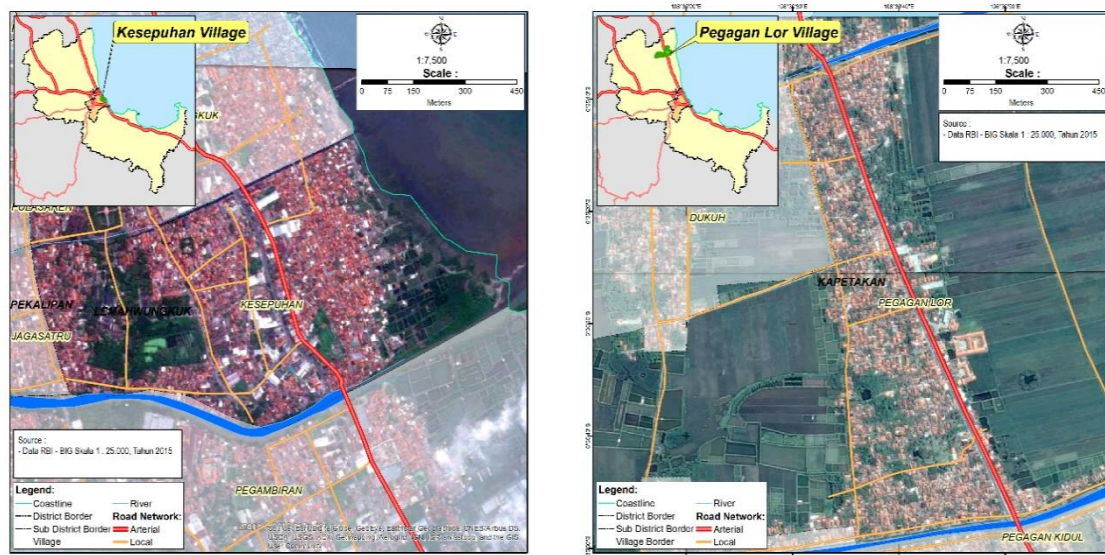 Kesepuhan Village
1:7,500
Scale :
0 75 150 300 450
Meters
PEKALIPAN
LEMAHWUNGKUK
KESEPUHAN
JAGASATRU
Source :
- Data RBI - BIG Skala 1 : 25.000, Tahun 2015
PEGAMBIRAN
Legend:
Coastline
District Border
Sub District Border
Village
River
Road Network:
Arterial
Local
Pegagan Lor Village
1:7,500
Scale :
0 75 150 300 450
Meters
Source :
- Data RBI - BIG Skala 1 : 25.000, Tahun 2015
DUKUH
KAPETAKAN
PEGAGAN LOR
Legend:
Coastline
District Border
Sub District Border
Village Border
River
Road Network:
Arterial
Local
PEGAGAN KIDUL